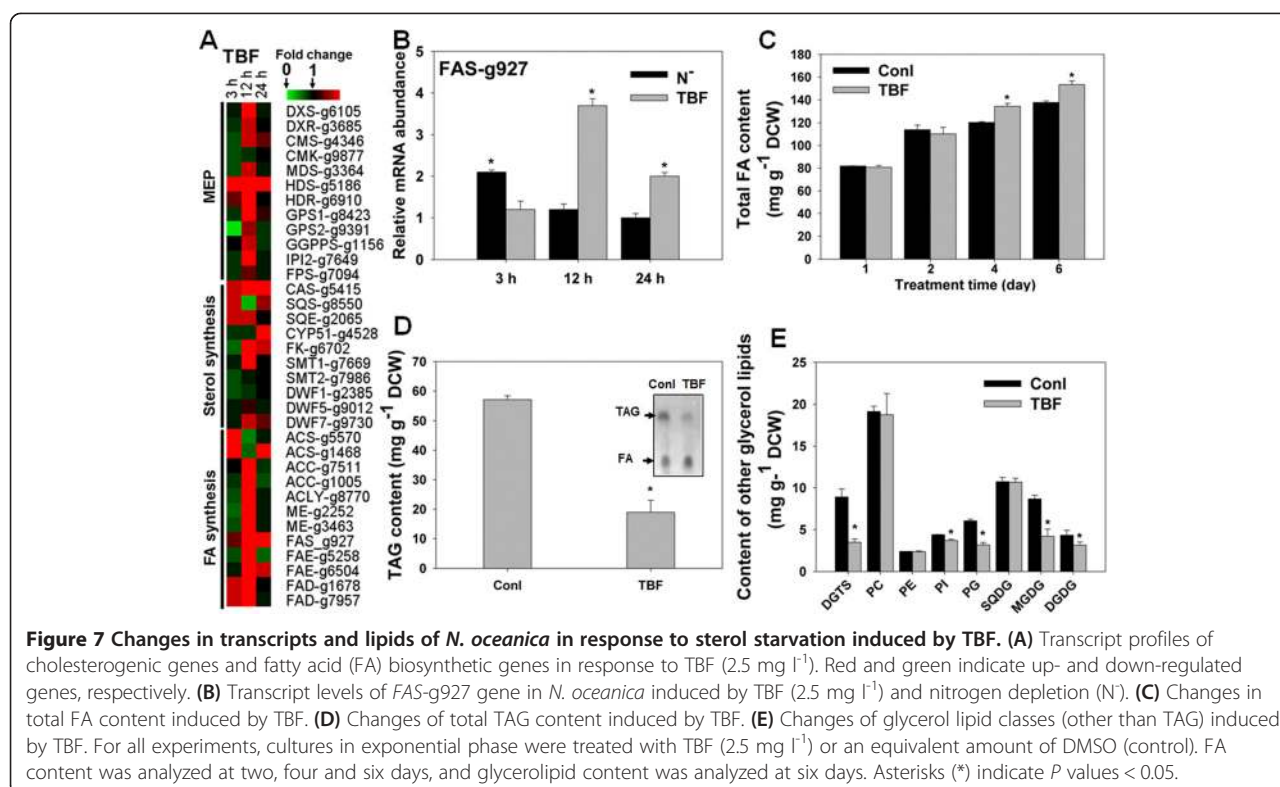 A
TBF
Fold change
0 1
3 h
12 h
24 h
MEP
DXS-g6105
DXR-g3685
CMS-g4346
CMK-g9877
MDS-g3364
HDS-g5186
HDR-g6910
GPS1-g8423
GPS2-g9391
GGPPS-g1156
IPI2-g7649
FPS-g7094
Sterol synthesis
CAS-g5415
SQS-g8550
SQE-g2065
CYP51-g4528
FK-g6702
SMT1-g7669
SMT2-g7986
DWF1-g2385
DWF5-g9012
DWF7-g9730
FA synthesis
ACS-g5570
ACS-g1468
ACC-g7511
ACC-g1005
ACLY-g8770
ME-g2252
ME-g3463
FAS_g927
FAE-g5258
FAE-g6504
FAD-g1678
FAD-g7957
B
FAS-g927
N⁻
TBF
Relative mRNA abundance
5
4
3
2
1
0
*
*
*
3 h 12 h 24 h
C
Conl
TBF
Total FA content
(mg g⁻¹ DCW)
180
160
140
120
100
80
60
40
20
0
*
*
1 2 4 6
Treatment time (day)
D
TAG content (mg g⁻¹ DCW)
70
60
50
40
30
20
10
0
Conl TBF
TAG
FA
*
Conl TBF
E
Conl
TBF
Content of other glycerol lipids
(mg g-¹ DCW)
25
20
15
10
5
0
*
*
*
*
*
DGTS PC PE PI PG SQDG MGDG DGDG
Figure 7 Changes in transcripts and lipids of N. oceanica in response to sterol starvation induced by TBF. (A) Transcript profiles of
cholesterogenic genes and fatty acid (FA) biosynthetic genes in response to TBF (2.5 mg l⁻¹). Red and green indicate up- and down-regulated
genes, respectively. (B) Transcript levels of FAS-g927 gene in N. oceanica induced by TBF (2.5 mg l⁻¹) and nitrogen depletion (N⁻). (C) Changes in
total FA content induced by TBF. (D) Changes of total TAG content induced by TBF. (E) Changes of glycerol lipid classes (other than TAG) induced
by TBF. For all experiments, cultures in exponential phase were treated with TBF (2.5 mg l⁻¹) or an equivalent amount of DMSO (control). FA
content was analyzed at two, four and six days, and glycerolipid content was analyzed at six days. Asterisks (*) indicate P values < 0.05.